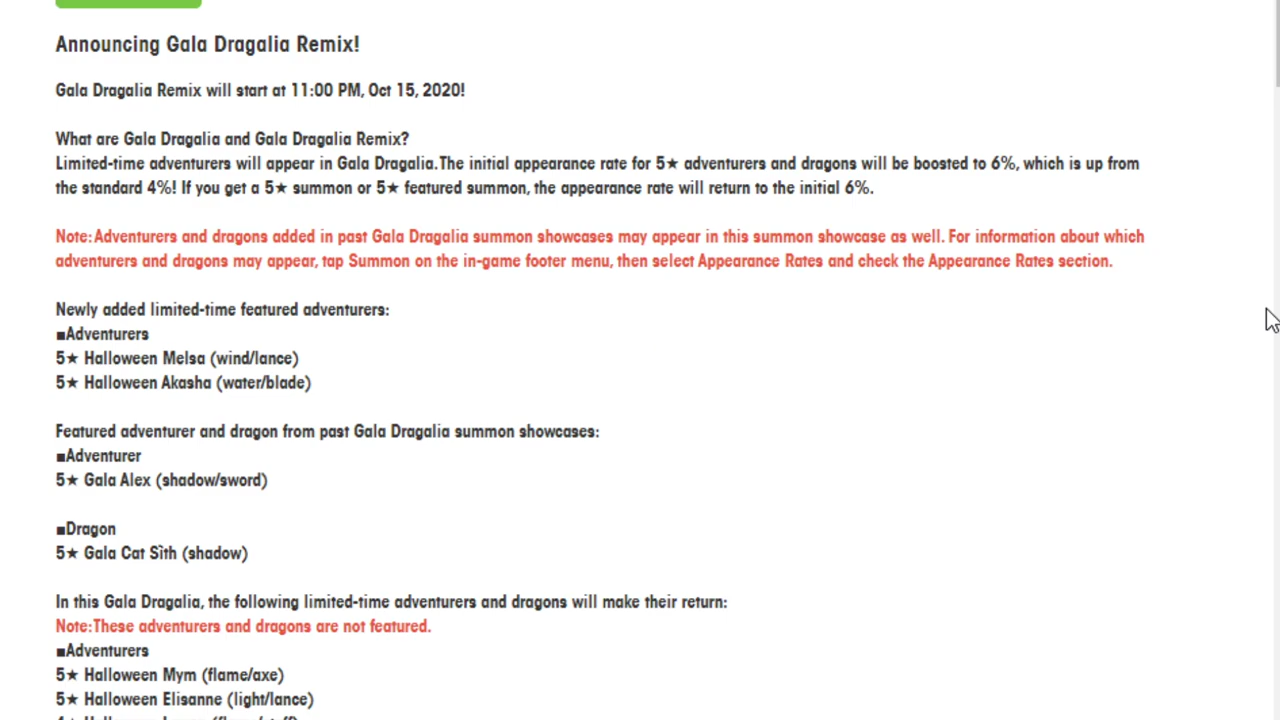 Announcing Gala Dragalia Remix!
Gala Dragalia Remix will start at 11:00 PM, Oct 15, 2020!
What are Gala Dragalia and Gala Dragalia Remix?
Limited-time adventurers will appear in Gala Dragalia. The initial appearance rate for 5★ adventurers and dragons will be boosted to 6%, which is up from
the standard 4%! If you get a 5★ summon or 5★ featured summon, the appearance rate will return to the initial 6%.
Note: Adventurers and dragons added in past Gala Dragalia summon showcases may appear in this summon showcase as well. For information about which
adventurers and dragons may appear, tap Summon on the in-game footer menu, then select Appearance Rates and check the Appearance Rates section.
Newly added limited-time featured adventurers:
■Adventurers
5★ Halloween Melsa (wind/lance)
5★ Halloween Akasha (water/blade)
Featured adventurer and dragon from past Gala Dragalia summon showcases:
■Adventurer
5★ Gala Alex (shadow/sword)
■Dragon
5★ Gala Cat Sìth (shadow)
In this Gala Dragalia, the following limited-time adventurers and dragons will make their return:
Note: These adventurers and dragons are not featured.
■Adventurers
5★ Halloween Mym (flame/axe)
5★ Halloween Elisanne (light/lance)